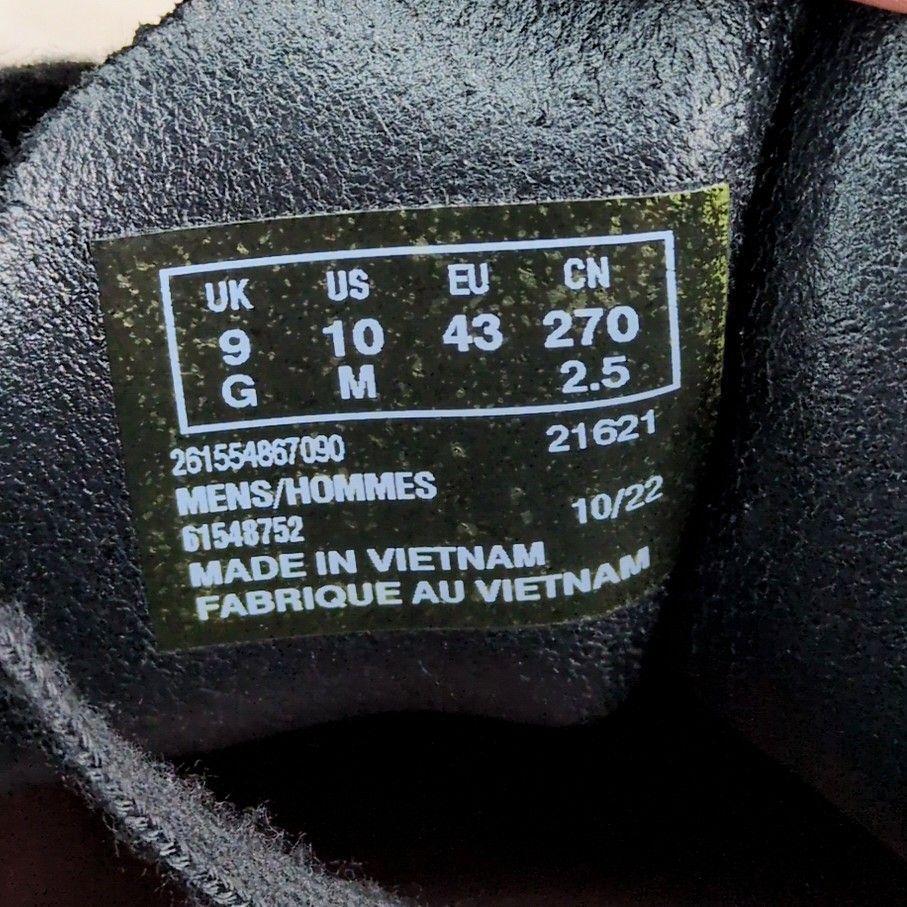 UK US EU CN
9 10 43 270
G M 2.5
261554867090 21621
MENS/HOMMES
61548752 10/22
MADE IN VIETNAM
FABRIQUE AU VIETNAM